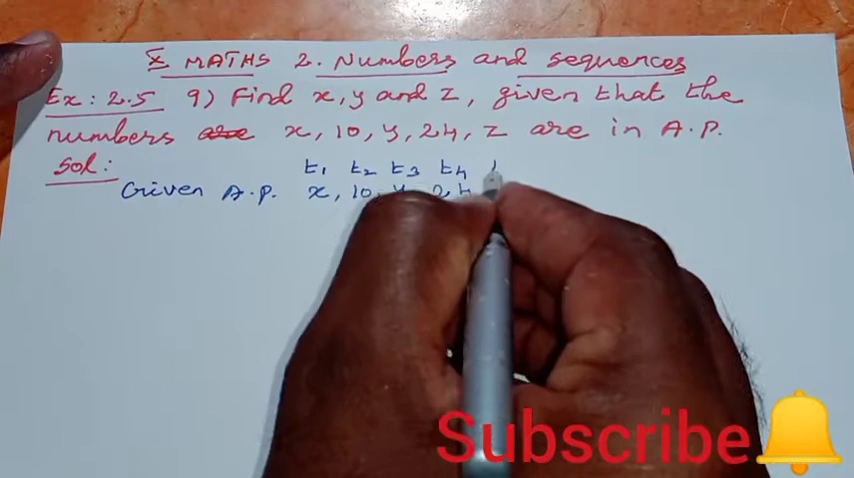 X MATHS 2. Numbers and sequences
Ex: 2.5 9) Find x, y and z, given that the
numbers x, 10, y, 24, z are in A.P.
Sol:
t1 t2 t3 t4
Given A.P. x, 10, y, 24
Subscribe